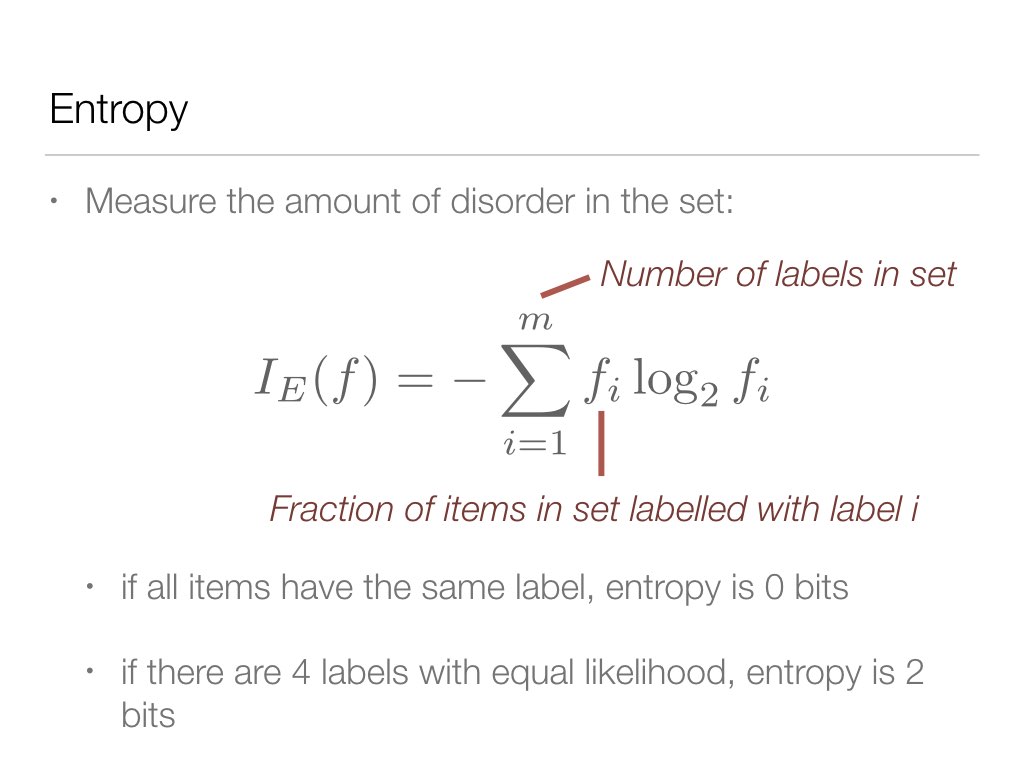 Entropy
• Measure the amount of disorder in the set:
Number of labels in set
m
I_E(f) = − ∑ f_i log_2 f_i
i=1
Fraction of items in set labelled with label i
• if all items have the same label, entropy is 0 bits
• if there are 4 labels with equal likelihood, entropy is 2
bits